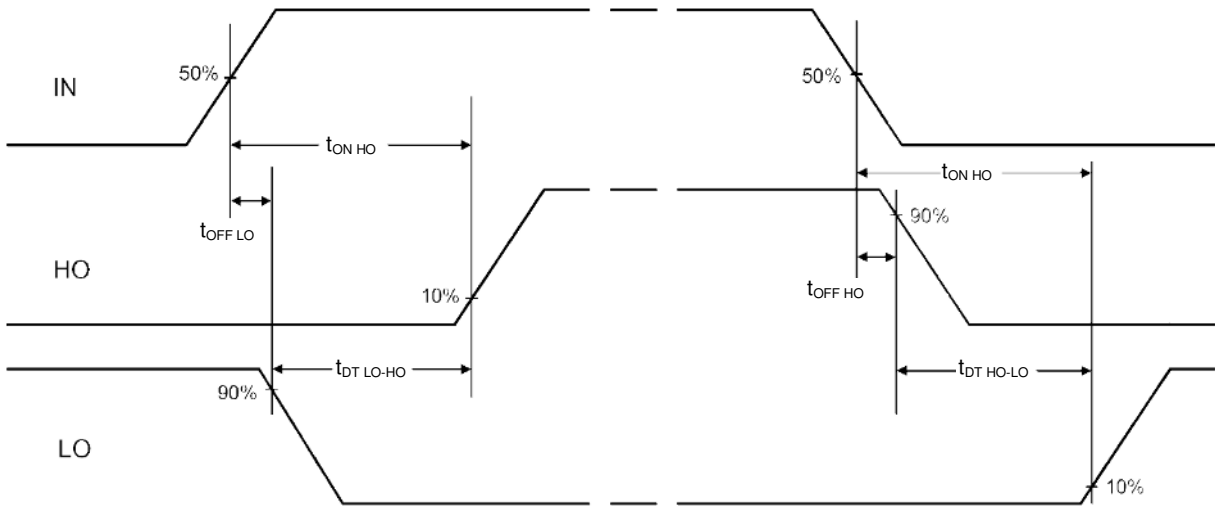 50%
50%
IN
tON HO
tON HO
tOFF LO
90%
HO
tOFF HO
10%
tDT LO-HO
tDT HO-LO
90%
LO
10%